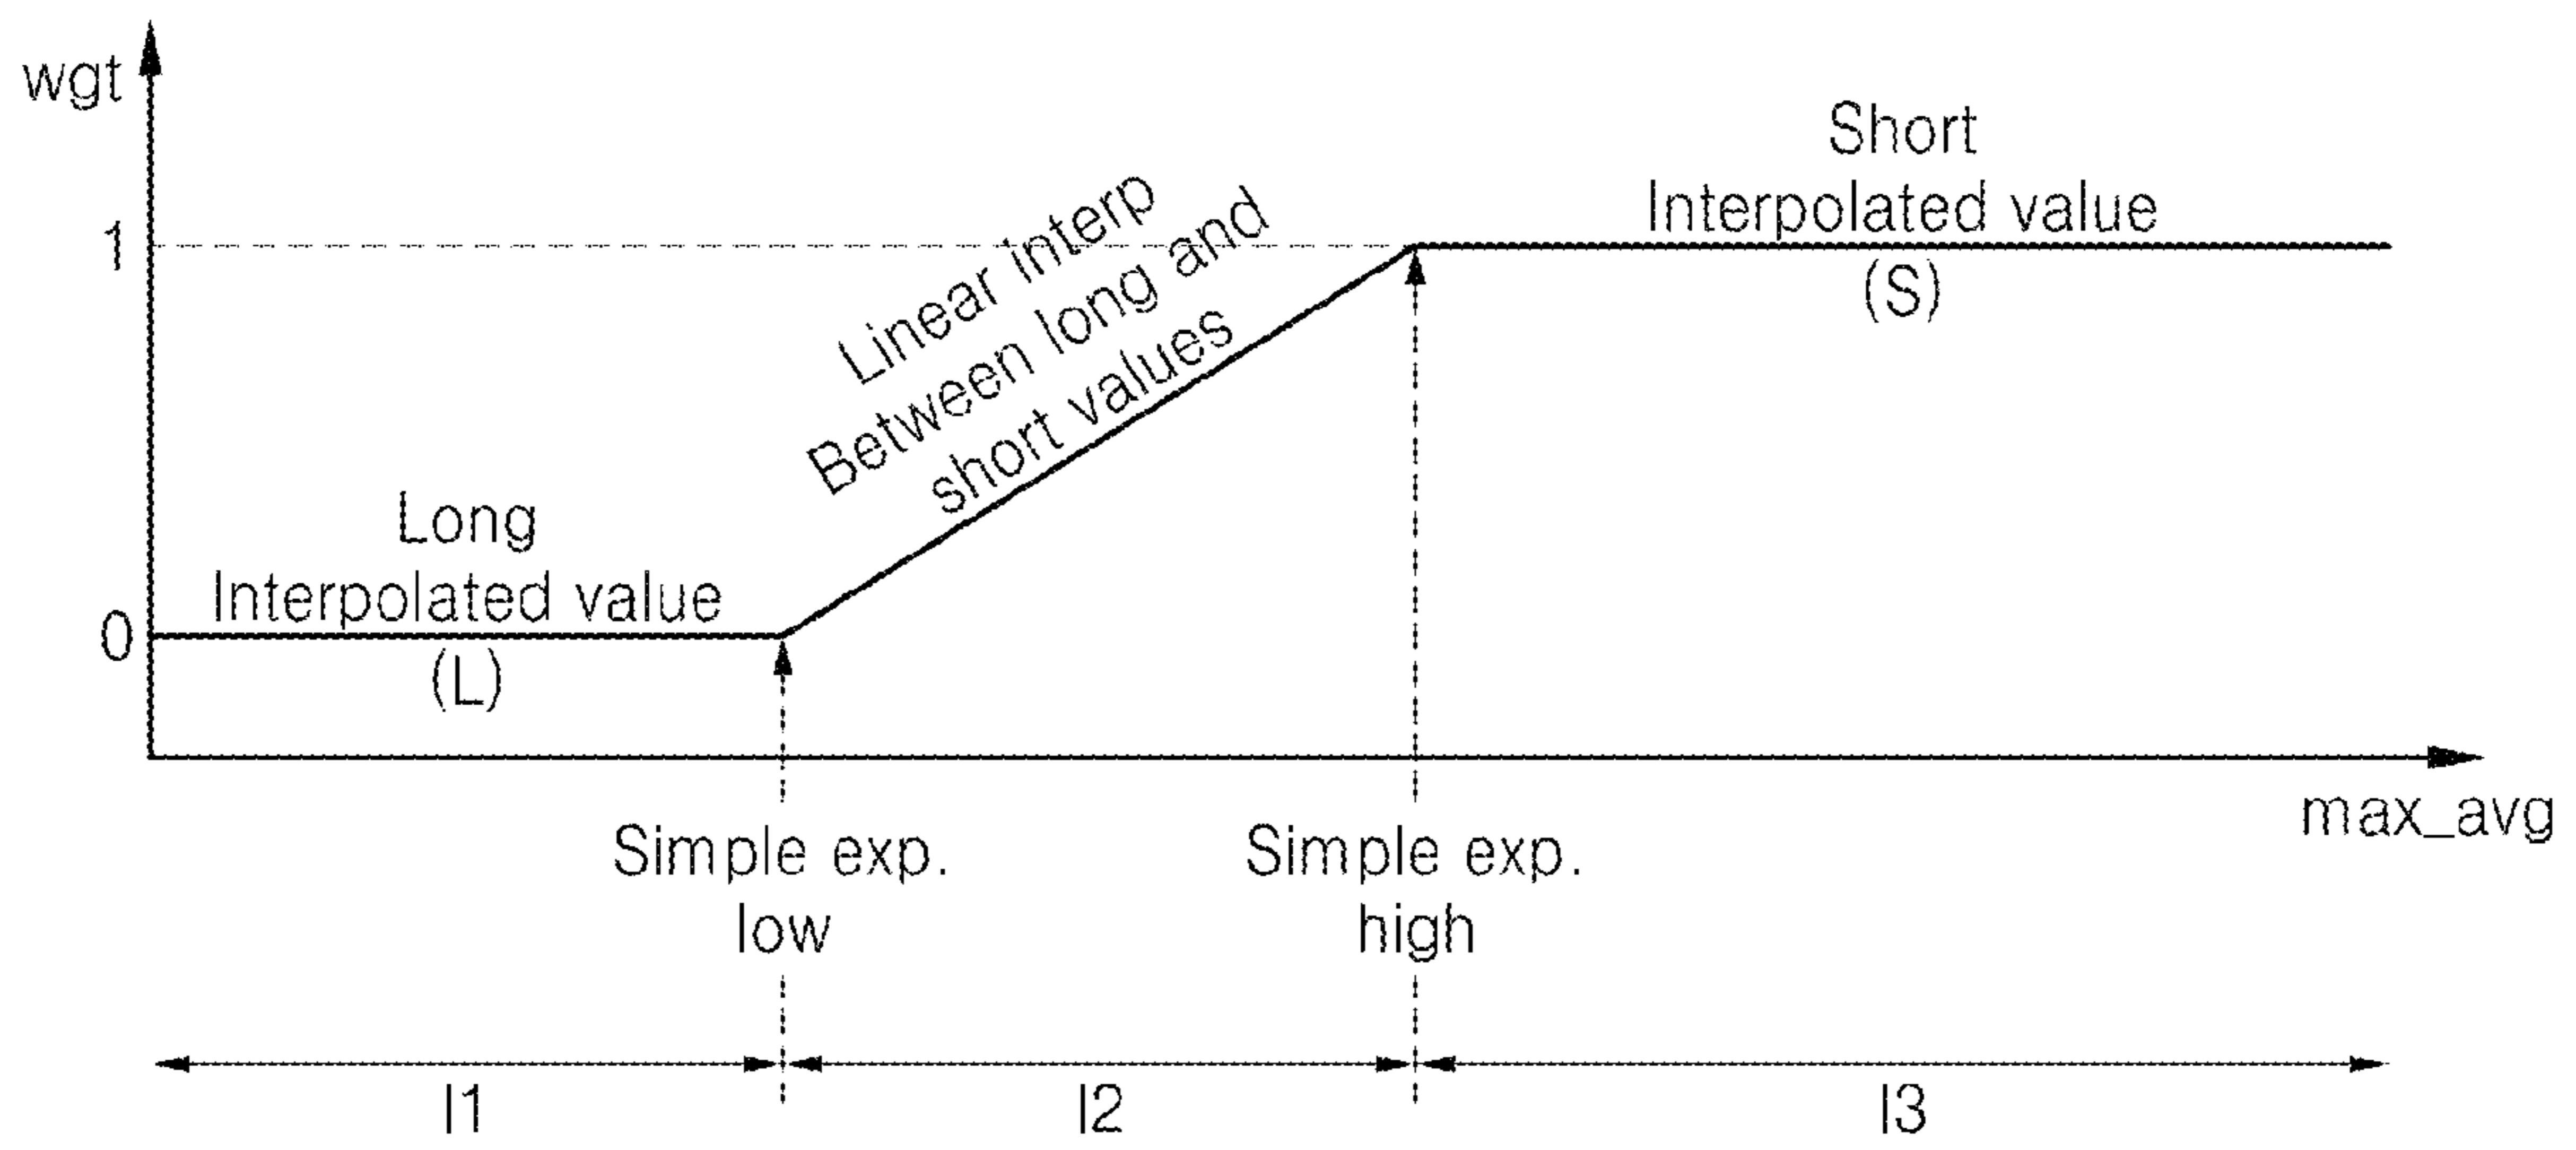 wgt
1
0
Short
Interpolated value
(S)
Linear interp
Between long and
short values
Long
Interpolated value
(L)
max_avg
Simple exp.
low
Simple exp.
high
I1
I2
I3